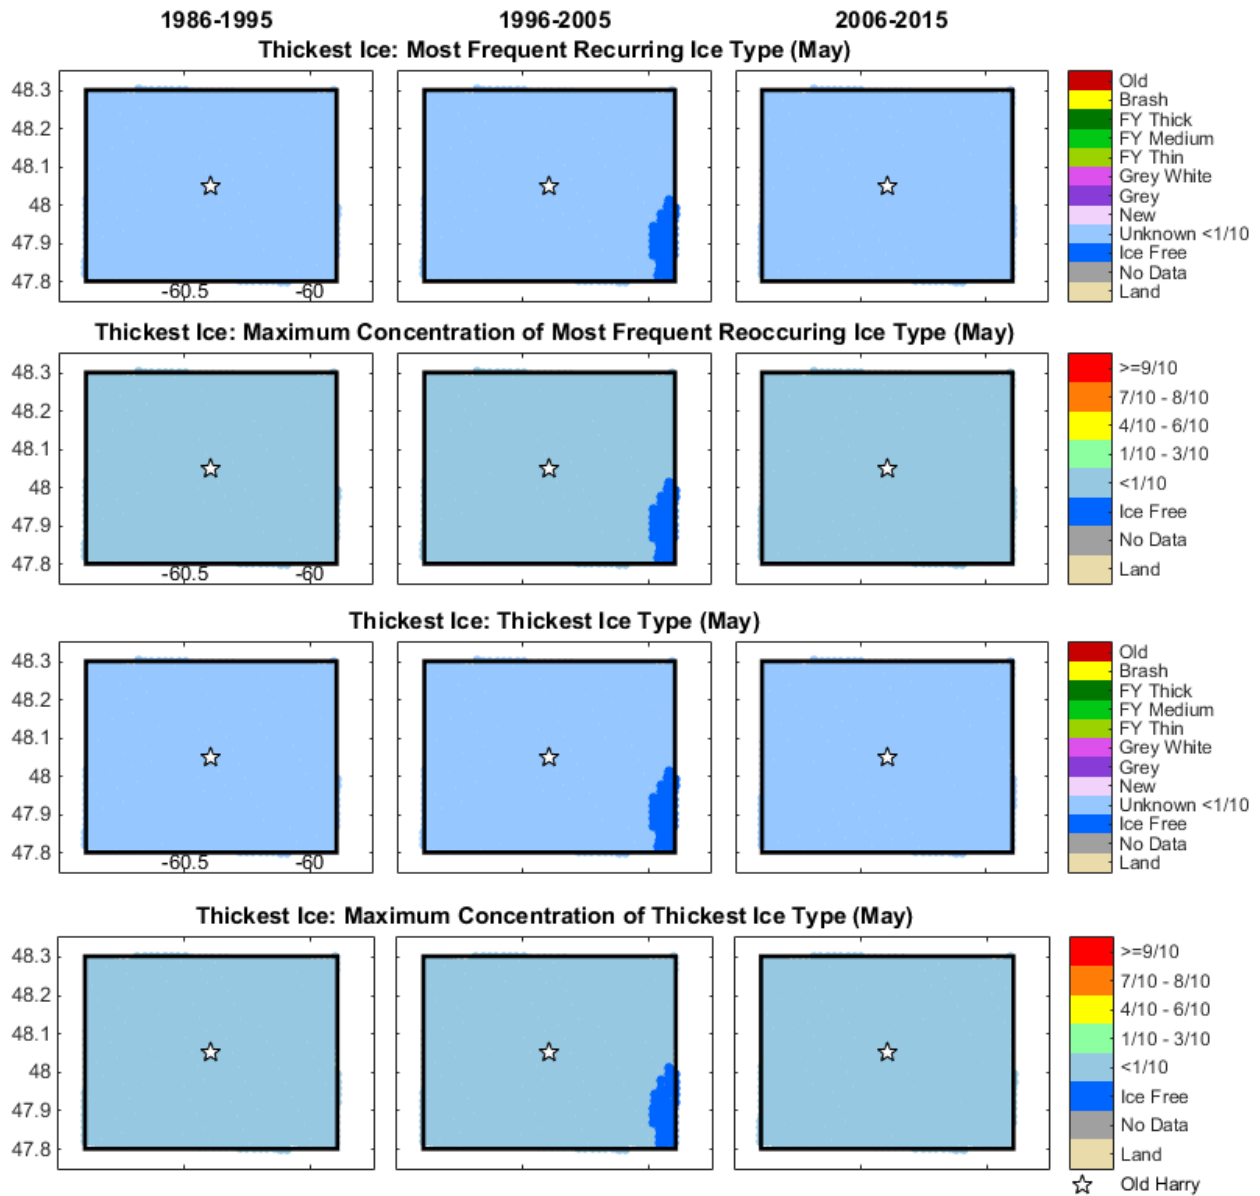 1986-1995 1996-2005 2006-2015
Thickest Ice: Most Frequent Recurring Ice Type (May)
48.3
48.2
48.1
48
47.9
47.8
-60.5 -60
Old
Brash
FY Thick
FY Medium
FY Thin
Grey White
Grey
New
Unknown <1/10
Ice Free
No Data
Land
Thickest Ice: Maximum Concentration of Most Frequent Reoccuring Ice Type (May)
48.3
48.2
48.1
48
47.9
47.8
-60.5 -60
>=9/10
7/10 - 8/10
4/10 - 6/10
1/10 - 3/10
<1/10
Ice Free
No Data
Land
Thickest Ice: Thickest Ice Type (May)
48.3
48.2
48.1
48
47.9
47.8
-60.5 -60
Old
Brash
FY Thick
FY Medium
FY Thin
Grey White
Grey
New
Unknown <1/10
Ice Free
No Data
Land
Thickest Ice: Maximum Concentration of Thickest Ice Type (May)
48.3
48.2
48.1
48
47.9
47.8
>=9/10
7/10 - 8/10
4/10 - 6/10
1/10 - 3/10
<1/10
Ice Free
No Data
Land
Old Harry